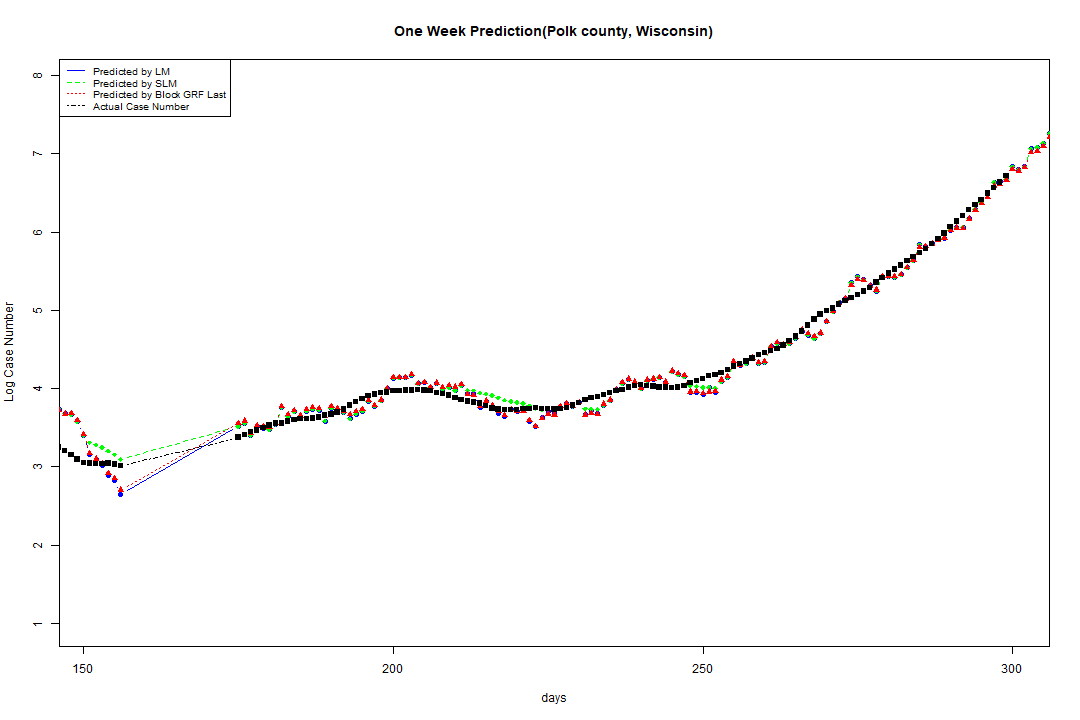 One Week Prediction(Polk county, Wisconsin)
Predicted by LM
Predicted by SLM
Predicted by Block GRF Last
Actual Case Number
8
7
6
5
4
3
2
1
Log Case Number
150 200 250 300
days